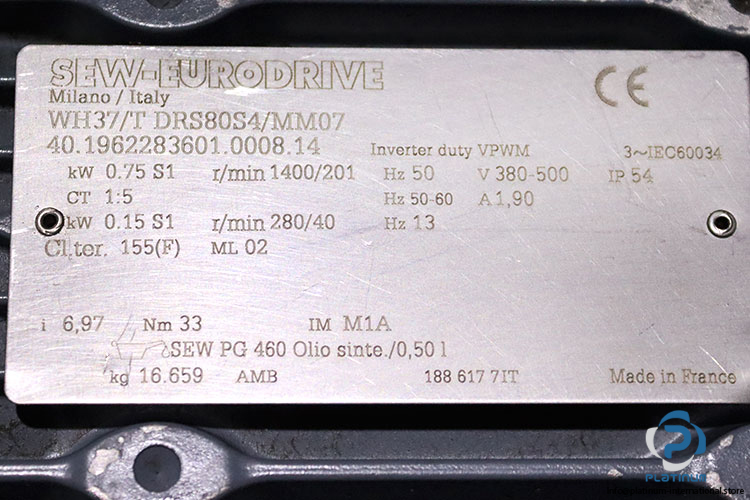 SEW-EURODRIVE
Milano / Italy
CE
WH37/T DRS80S4/MM07
40.1962283601.0008.14 Inverter duty VPWM 3~IEC60034
kW 0.75 S1 r/min 1400/201 Hz 50 V 380-500 IP 54
CT 1:5 Hz 50-60 A 1,90
kW 0.15 S1 r/min 280/40 Hz 13
Cl.ter. 155(F) ML 02
i 6,97 Nm 33 IM M1A
SEW PG 460 Olio sinte./0,50 l
kg 16.659 AMB 188 617 7IT Made in France
PLATINUM
international.store